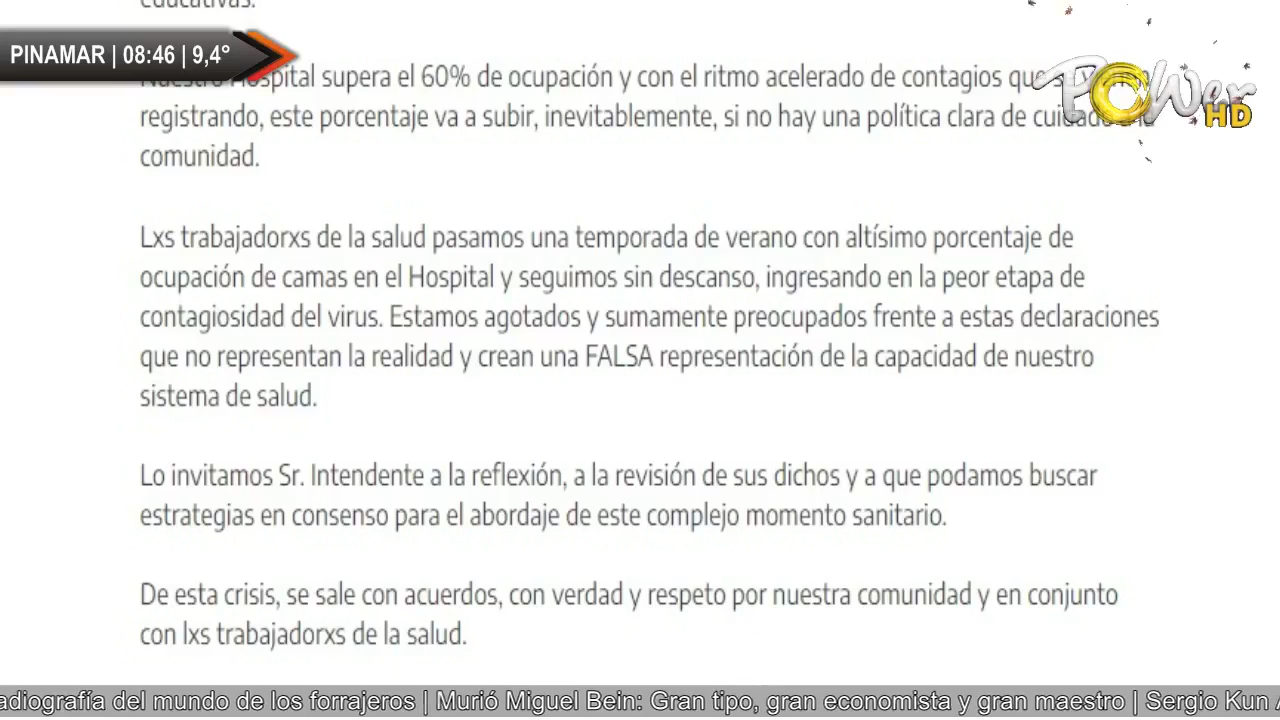 educativas.
PINAMAR | 08:46 | 9,4°
Nuestro Hospital supera el 60% de ocupación y con el ritmo acelerado de contagios que
registrando, este porcentaje va a subir, inevitablemente, si no hay una política clara de cuidado a la
comunidad.
Power
HD
Lxs trabajadorxs de la salud pasamos una temporada de verano con altísimo porcentaje de
ocupación de camas en el Hospital y seguimos sin descanso, ingresando en la peor etapa de
contagiosidad del virus. Estamos agotados y sumamente preocupados frente a estas declaraciones
que no representan la realidad y crean una FALSA representación de la capacidad de nuestro
sistema de salud.
Lo invitamos Sr. Intendente a la reflexión, a la revisión de sus dichos y a que podamos buscar
estrategias en consenso para el abordaje de este complejo momento sanitario.
De esta crisis, se sale con acuerdos, con verdad y respeto por nuestra comunidad y en conjunto
con lxs trabajadorxs de la salud.
adiografía del mundo de los forrajeros | Murió Miguel Bein: Gran tipo, gran economista y gran maestro | Sergio Kun